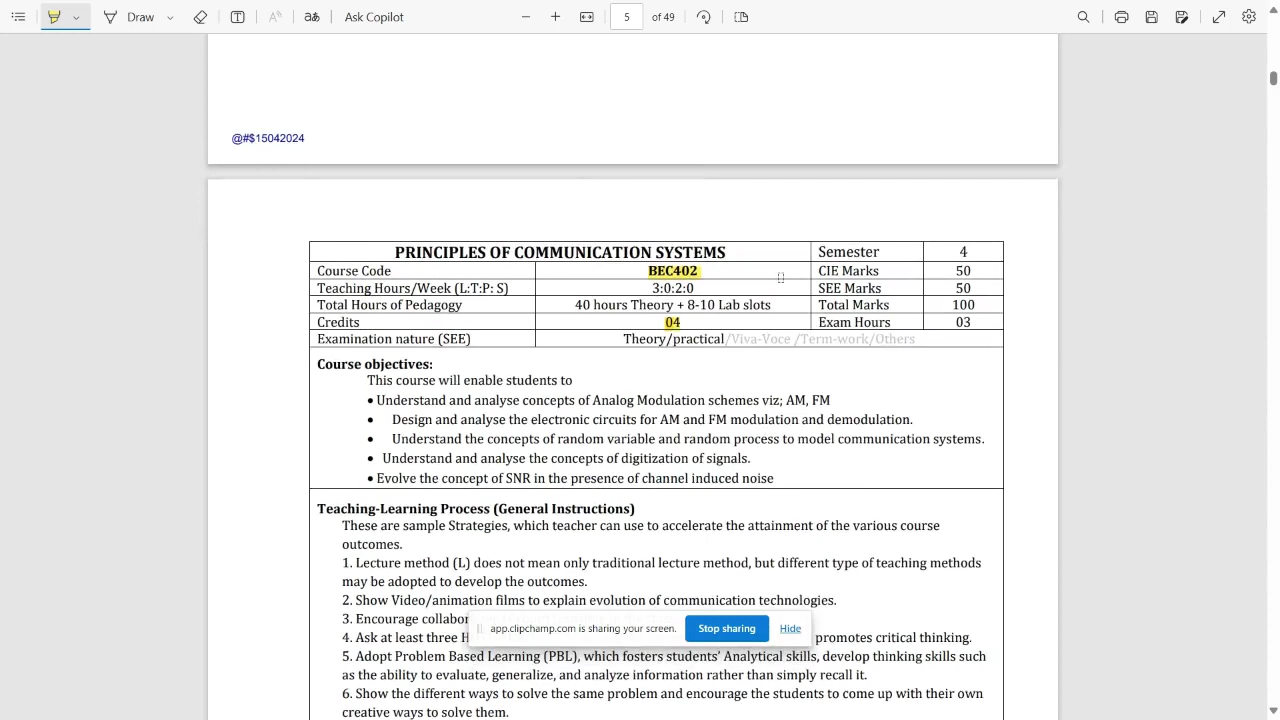 Draw
Ask Copilot
5 of 49
@#$15042024
PRINCIPLES OF COMMUNICATION SYSTEMS Semester 4
Course Code BEC402 CIE Marks 50
Teaching Hours/Week (L:T:P: S) 3:0:2:0 SEE Marks 50
Total Hours of Pedagogy 40 hours Theory + 8-10 Lab slots Total Marks 100
Credits 04 Exam Hours 03
Examination nature (SEE) Theory/practical/Viva-Voce /Term-work/Others
Course objectives:
This course will enable students to
• Understand and analyse concepts of Analog Modulation schemes viz; AM, FM
• Design and analyse the electronic circuits for AM and FM modulation and demodulation.
• Understand the concepts of random variable and random process to model communication systems.
• Understand and analyse the concepts of digitization of signals.
• Evolve the concept of SNR in the presence of channel induced noise
Teaching-Learning Process (General Instructions)
These are sample Strategies, which teacher can use to accelerate the attainment of the various course
outcomes.
1. Lecture method (L) does not mean only traditional lecture method, but different type of teaching methods
may be adopted to develop the outcomes.
2. Show Video/animation films to explain evolution of communication technologies.
3. Encourage
4. Ask at least three promotes critical thinking.
app.clipchamp.com is sharing your screen. Stop sharing Hide
5. Adopt Problem Based Learning (PBL), which fosters students' Analytical skills, develop thinking skills such
as the ability to evaluate, generalize, and analyze information rather than simply recall it.
6. Show the different ways to solve the same problem and encourage the students to come up with their own
creative ways to solve them.